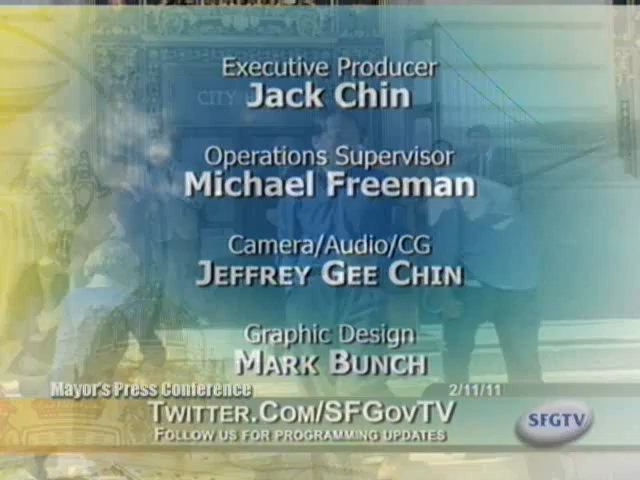 CITY
Executive Producer
Jack Chin
Operations Supervisor
Michael Freeman
Camera/Audio/CG
JEFFREY GEE CHIN
Graphic Design
MARK BUNCH
Mayor's Press Conference 2/11/11
TWITTER.COM/SFGOVTV
FOLLOW US FOR PROGRAMMING UPDATES
SFGTV